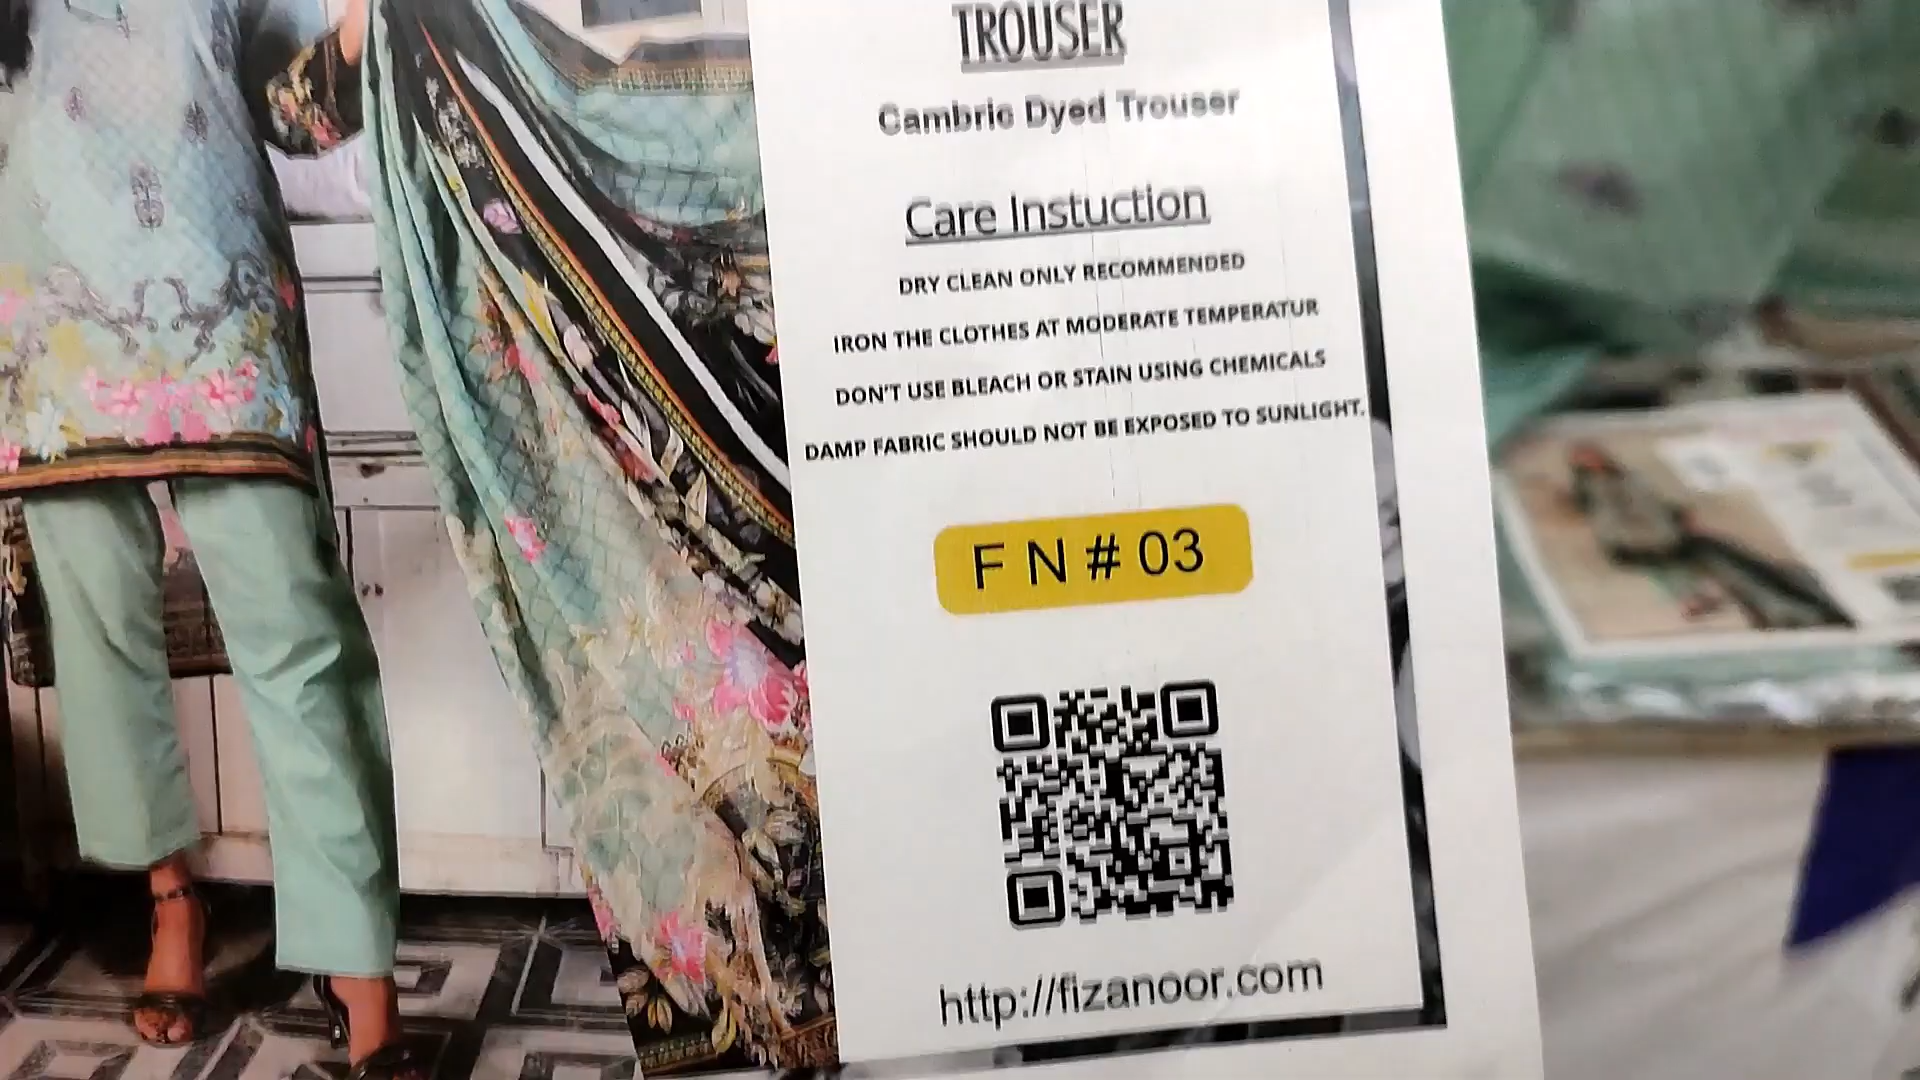 TROUSER
Cambric Dyed Trouser
Care Instuction
DRY CLEAN ONLY RECOMMENDED
IRON THE CLOTHES AT MODERATE TEMPERATUR
DON'T USE BLEACH OR STAIN USING CHEMICALS
DAMP FABRIC SHOULD NOT BE EXPOSED TO SUNLIGHT.
F N # 03
http://fizanoor.com